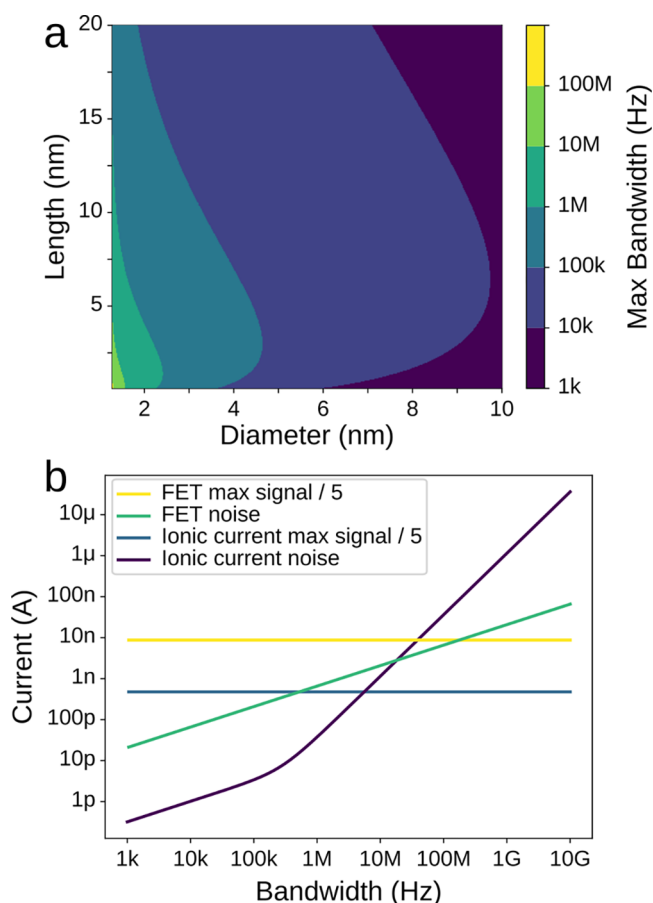 a
20
15
10
5
Length (nm)
2 4 6 8 10
Diameter (nm)
100M
10M
1M
100k
10k
1k
Max Bandwidth (Hz)
b
FET max signal / 5
FET noise
Ionic current max signal / 5
Ionic current noise
10μ
1μ
100n
10n
1n
100p
10p
1p
Current (A)
1k 10k 100k 1M 10M 100M 1G 10G
Bandwidth (Hz)